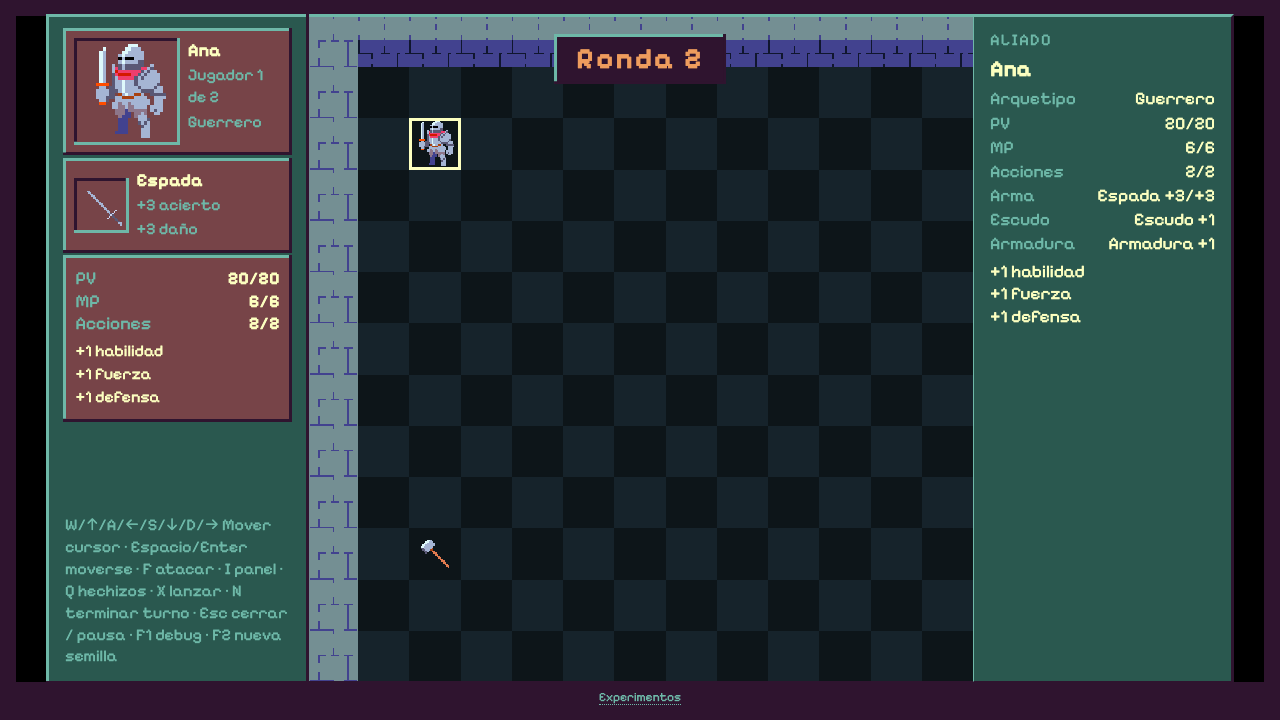 Ana
Jugador 1
de 2
Guerrero
Espada
+3 acierto
+3 daño
PV 20/20
MP 6/6
Acciones 2/2
+1 habilidad
+1 fuerza
+1 defensa
W/↑/A/←/S/↓/D/→ Mover
cursor · Espacio/Enter
moverse · F atacar · I panel ·
Q hechizos · X lanzar · N
terminar turno · Esc cerrar
/ pausa · F1 debug · F2 nueva
semilla
Ronda 2
ALIADO
Ana
Arquetipo Guerrero
PV 20/20
MP 6/6
Acciones 2/2
Arma Espada +3/+3
Escudo Escudo +1
Armadura Armadura +1
+1 habilidad
+1 fuerza
+1 defensa
Experimentos